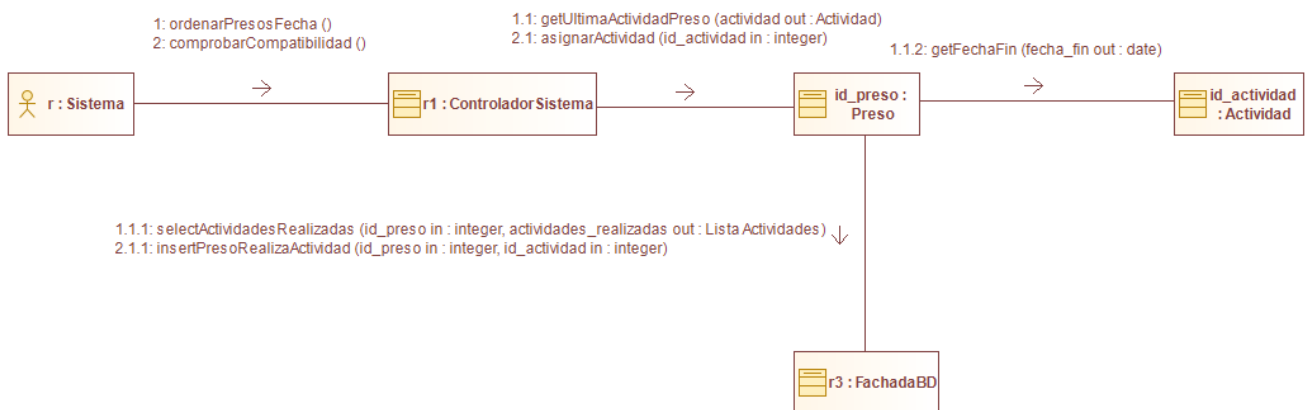 1: ordenarPresosFecha ()
2: comprobarCompatibilidad ()
1.1: getUltimaActividadPreso (actividad out : Actividad)
2.1: asignarActividad (id_actividad in : integer)
1.1.2: getFechaFin (fecha_fin out : date)
r : Sistema
r1 : ControladorSistema
id_preso :
Preso
id_actividad
: Actividad
1.1.1: selectActividadesRealizadas (id_preso in : integer, actividades_realizadas out : Lista Actividades)
2.1.1: insertPresoRealizaActividad (id_preso in : integer, id_actividad in : integer)
r3 : FachadaBD